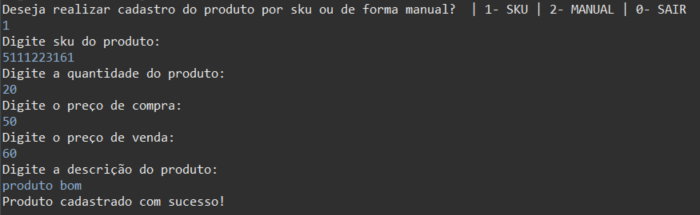 Deseja realizar cadastro do produto por sku ou de forma manual?  | 1- SKU | 2- MANUAL | 0- SAIR
1
Digite sku do produto:
5111223161
Digite a quantidade do produto:
20
Digite o preço de compra:
50
Digite o preço de venda:
60
Digite a descrição do produto:
produto bom
Produto cadastrado com sucesso!